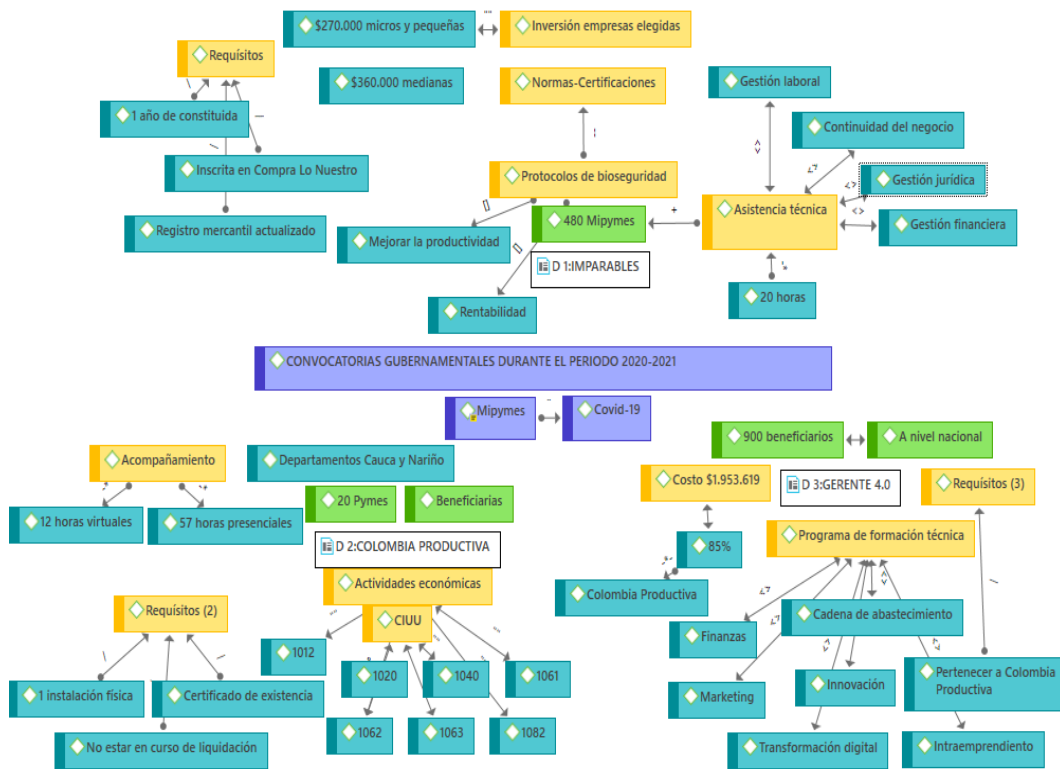 $270.000 micros y pequeñas
Inversión empresas elegidas
Requísitos
$360.000 medianas
Normas-Certificaciones
Gestión laboral
1 año de constituida
Continuidad del negocio
Inscrita en Compra Lo Nuestro
Protocolos de bioseguridad
Gestión jurídica
Registro mercantil actualizado
Mejorar la productividad
480 Mipymes
Asistencia técnica
Gestión financiera
D 1:IMPARABLES
Rentabilidad
20 horas
CONVOCATORIAS GUBERNAMENTALES DURANTE EL PERIODO 2020-2021
Mipymes
Covid-19
900 beneficiarios
A nivel nacional
Acompañamiento
Departamentos Cauca y Nariño
Costo $1.953.619
D 3:GERENTE 4.0
Requísitos (3)
12 horas virtuales
57 horas presenciales
20 Pymes
Beneficiarias
Programa de formación técnica
D 2:COLOMBIA PRODUCTIVA
85%
Actividades económicas
Colombia Productiva
Requísitos (2)
CIUU
Cadena de abastecimiento
Finanzas
1012
1020
1040
1061
1 instalación física
Certificado de existencia
Marketing
Innovación
Pertenecer a Colombia
Productiva
1062
1063
1082
No estar en curso de liquidación
Transformación digital
Intraemprendiento